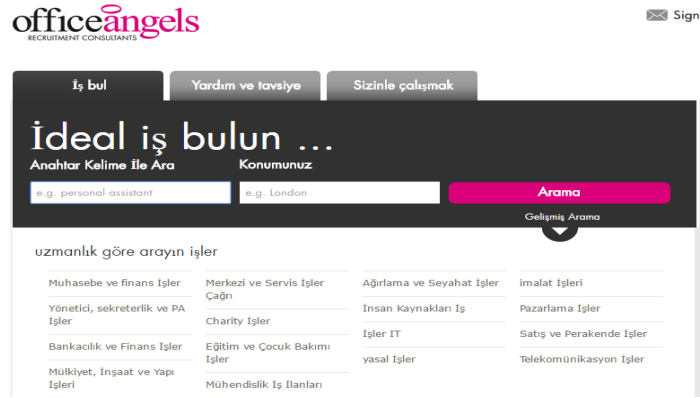 officeangels
RECRUITMENT CONSULTANTS
Sign
İş bul
Yardım ve tavsiye
Sizinle çalışmak
İdeal iş bulun ...
Anahtar Kelime İle Ara
Konumunuz
e.g. personal assistant
e.g. London
Arama
Gelişmiş Arama
uzmanlık göre arayın işler
Muhasebe ve finans İşler
Yönetici, sekreterlik ve PA
İşler
Bankacılık ve Finans İşler
Mülkiyet, İnşaat ve Yapı
İşleri
Merkezi ve Servis İşler
Çağrı
Charity İşler
Eğitim ve Çocuk Bakımı
İşler
Mühendislik İş İlanları
Ağırlama ve Seyahat İşler
İnsan Kaynakları İş
İşler IT
yasal İşler
imalat İşleri
Pazarlama İşler
Satış ve Perakende İşler
Telekomünikasyon İşler